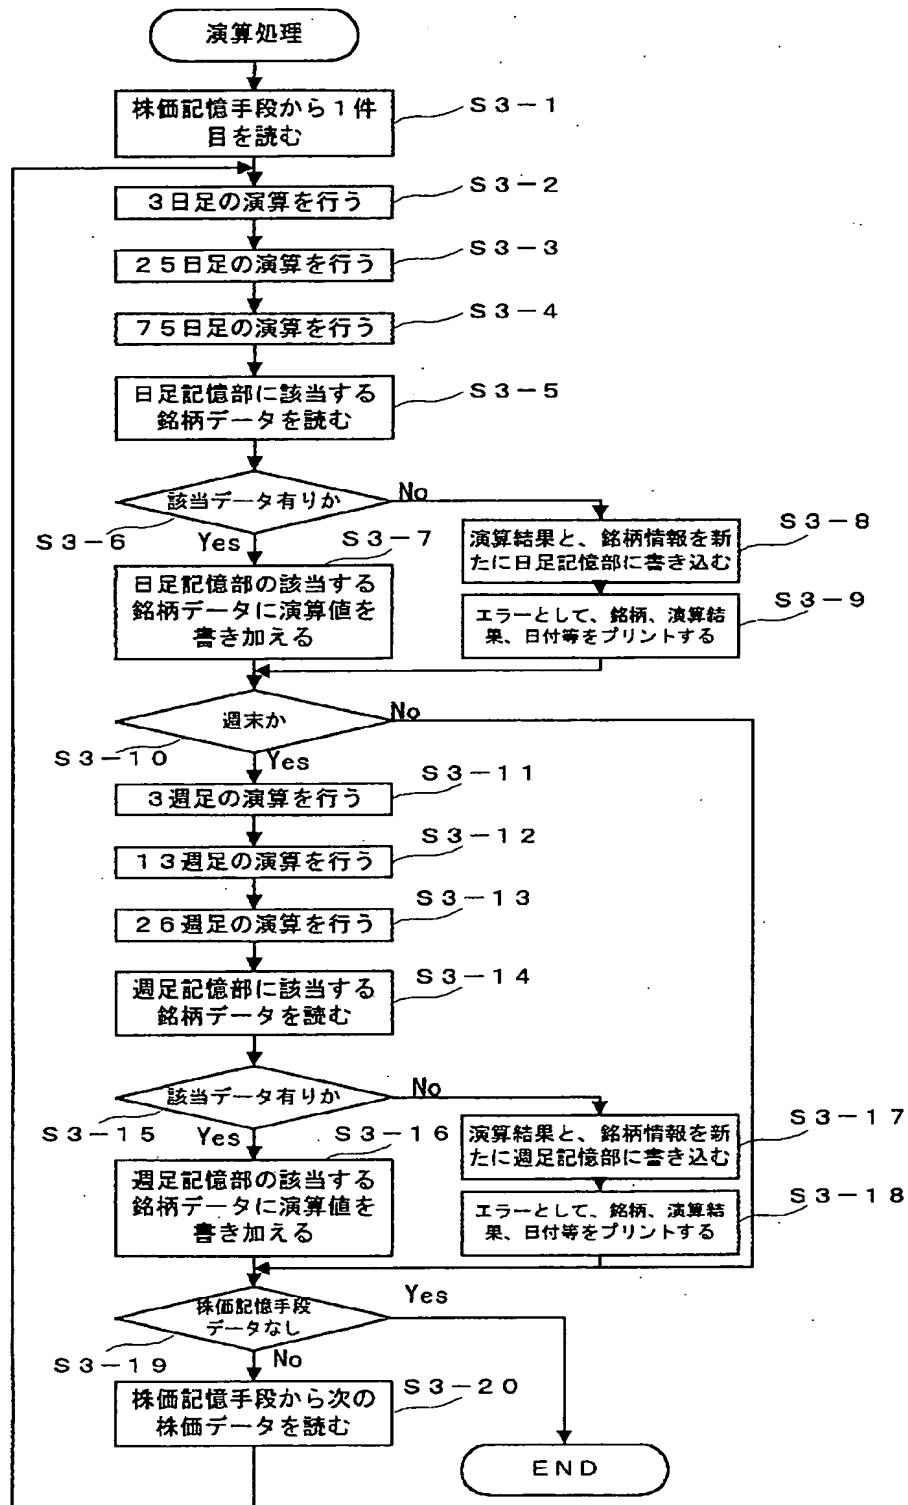 演算処理
株価記憶手段から１件
目を読む
Ｓ３－１
３日足の演算を行う
Ｓ３－２
２５日足の演算を行う
Ｓ３－３
７５日足の演算を行う
Ｓ３－４
日足記憶部に該当する
銘柄データを読む
Ｓ３－５
該当データ有りか
No
Ｓ３－６
Yes
Ｓ３－７
日足記憶部の該当する
銘柄データに演算値を
書き加える
演算結果と、銘柄情報を新
たに日足記憶部に書き込む
Ｓ３－８
エラーとして、銘柄、演算結
果、日付等をプリントする
Ｓ３－９
週末か
No
Ｓ３－１０
Yes
３週足の演算を行う
Ｓ３－１１
１３週足の演算を行う
Ｓ３－１２
２６週足の演算を行う
Ｓ３－１３
週足記憶部に該当する
銘柄データを読む
Ｓ３－１４
該当データ有りか
No
Ｓ３－１５
Yes
Ｓ３－１６
週足記憶部の該当する
銘柄データに演算値を
書き加える
演算結果と、銘柄情報を新
たに週足記憶部に書き込む
Ｓ３－１７
エラーとして、銘柄、演算結
果、日付等をプリントする
Ｓ３－１８
株価記憶手段
データなし
Yes
Ｓ３－１９
No
株価記憶手段から次の
株価データを読む
Ｓ３－２０
ＥＮＤ